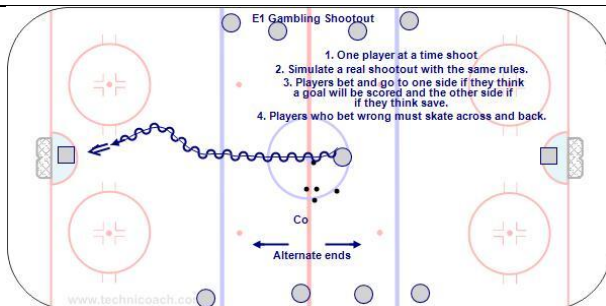 E1 Gambling Shootout
1. One player at a time shoot
2. Simulate a real shootout with the same rules.
3. Players bet and go to one side if they think
a goal will be scored and the other side if
if they think save.
4. Players who bet wrong must skate across and back.
Co
Alternate ends
www.technicoach.com